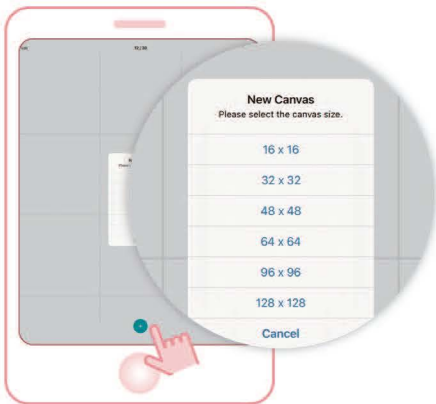 New Canvas
Please select the canvas size.
16 x 16
32 x 32
48 x 48
64 x 64
96 x 96
128 x 128
Cancel